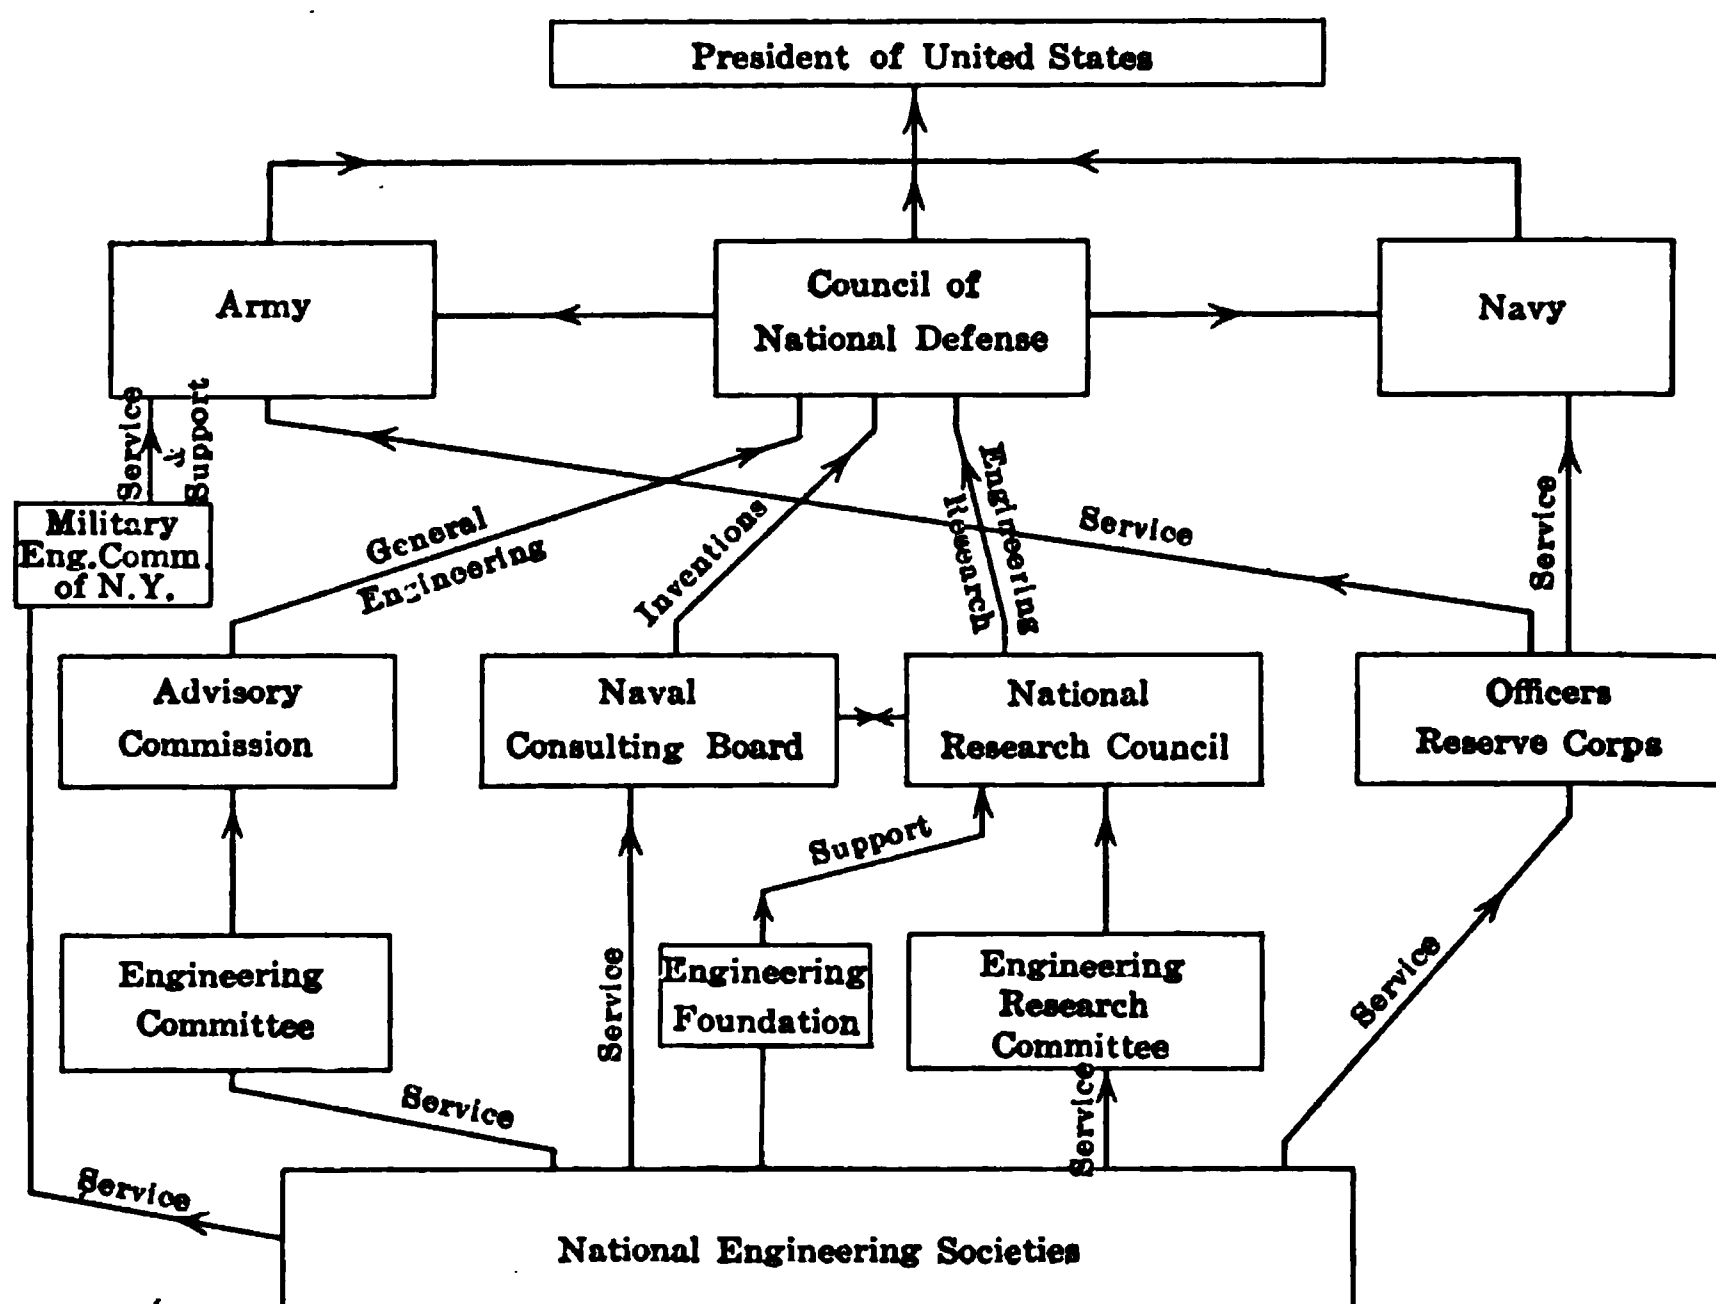 President of United States
Army
Council of
National Defense
Navy
Service
&
Support
Military
Eng. Comm.
of N.Y.
General
Engineering
Inventions
Engineering
Research
Service
Service
Advisory
Commission
Naval
Consulting Board
National
Research Council
Officers
Reserve Corps
Support
Engineering
Committee
Service
Engineering
Foundation
Engineering
Research
Committee
Service
Service
Service
Service
National Engineering Societies